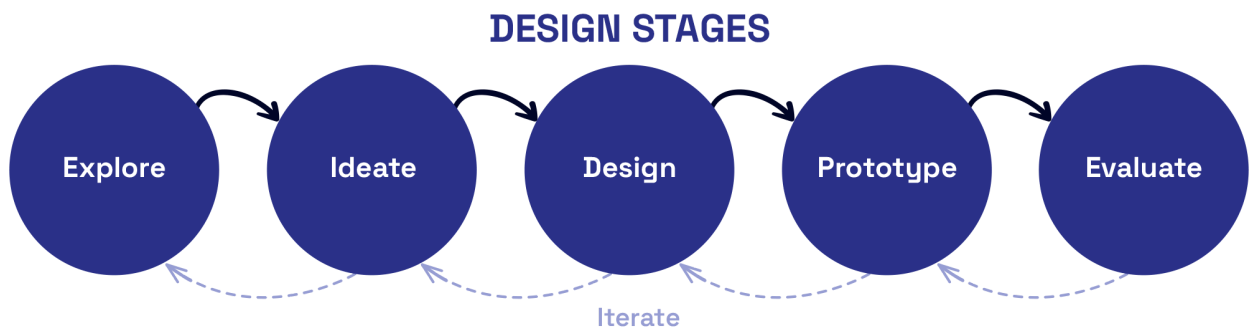 DESIGN STAGES
Explore
Ideate
Design
Prototype
Evaluate
Iterate